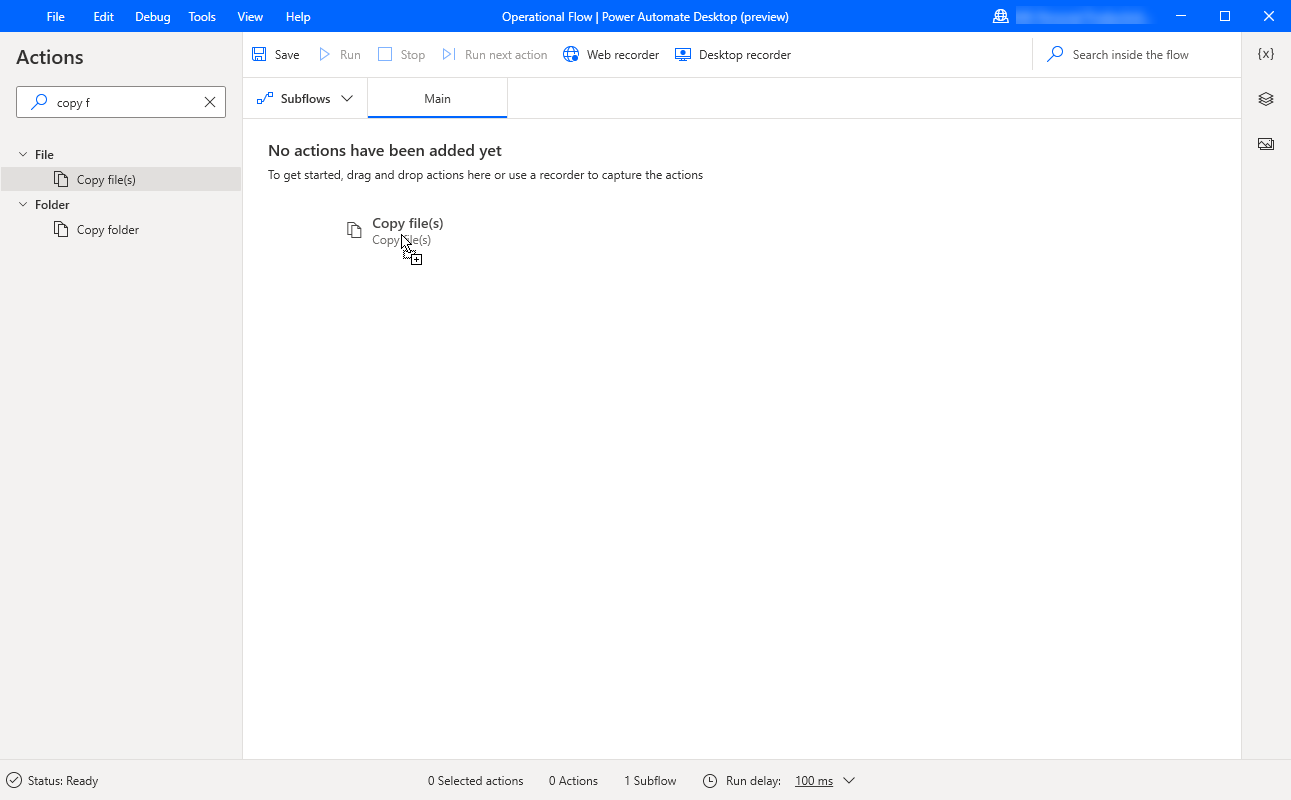 File Edit Debug Tools View Help Operational Flow | Power Automate Desktop (preview)
Actions
Save Run Stop Run next action Web recorder Desktop recorder Search inside the flow {x}
copy f
Subflows Main
File
Copy file(s)
Folder
Copy folder
No actions have been added yet
To get started, drag and drop actions here or use a recorder to capture the actions
Copy file(s)
Copy file(s)
Status: Ready 0 Selected actions 0 Actions 1 Subflow Run delay: 100 ms